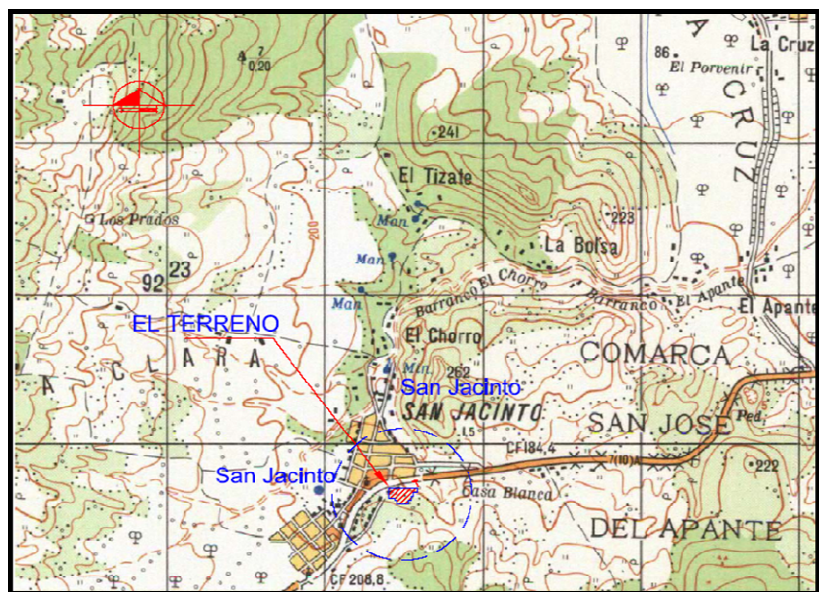 7
0,20
La Cruz
86
El Porvenir
CRUZ
241
El Tizate
Man.
Los Prados
223
200
La Bolsa
Man.
92 23
Barranco El Chorro
Barranco El Apante
Man.
El Apante
EL TERRENO
El Chorro
COMARCA
A CLARA
Man.
262
San Jacinto
SAN JACINTO
SAN JOSE
Ped.
CF184,4
7(10)A
222
San Jacinto
Casa Blanca
DEL APANTE
CF 208,8